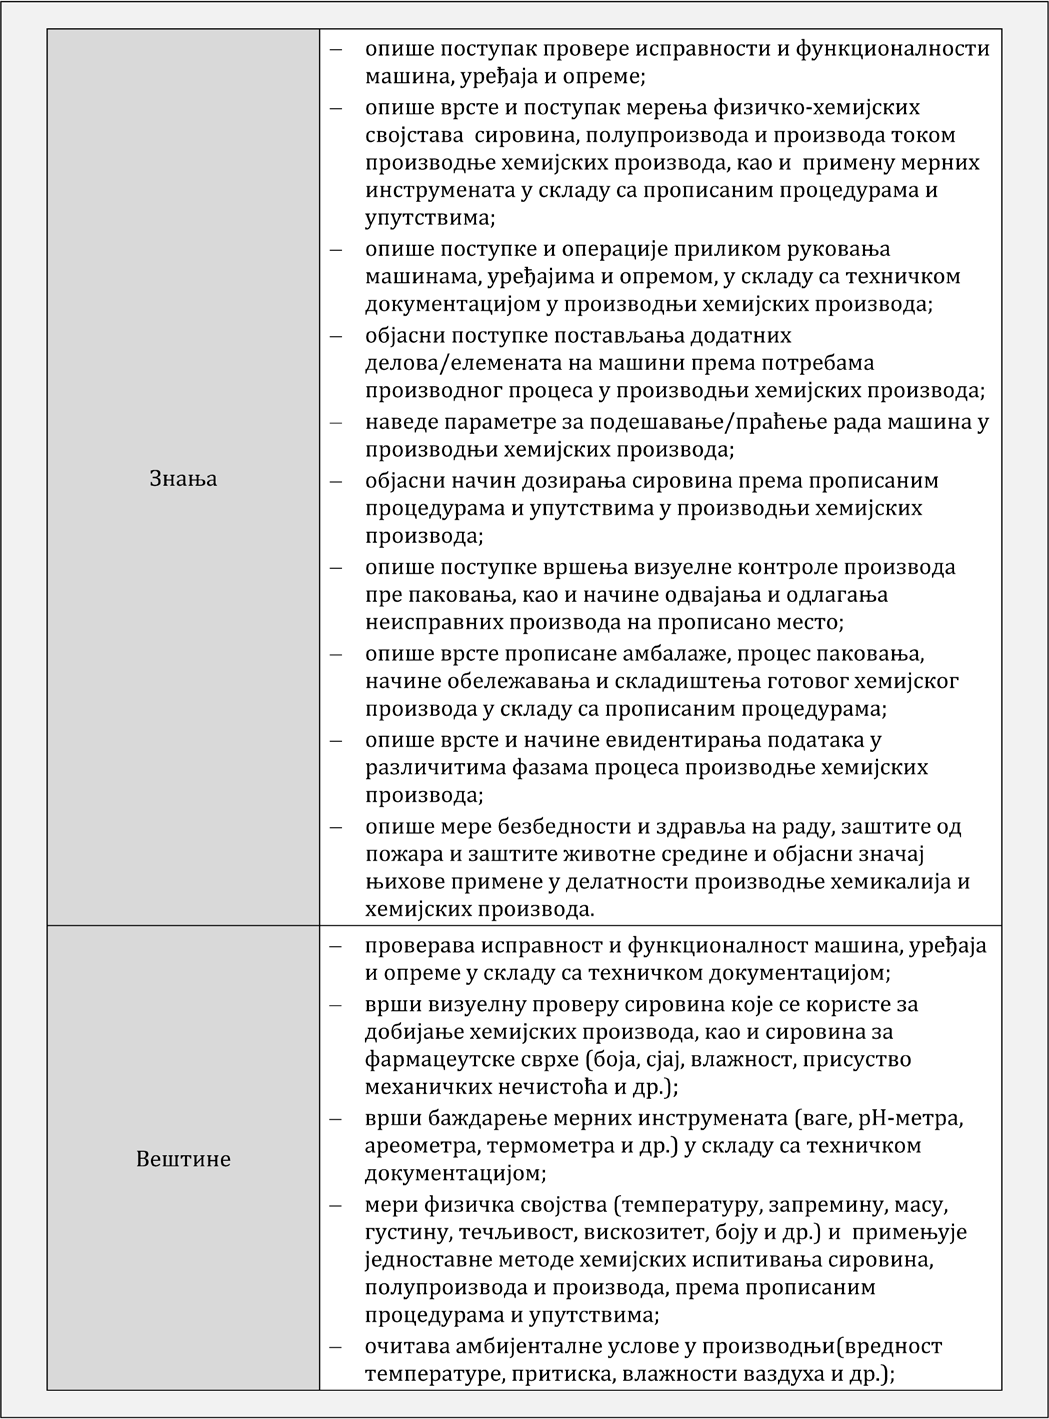 Знања
– опише поступак провере исправности и функционалности
машина, уређаја и опреме;
– опише врсте и поступак мерења физичко-хемијских
својстава сировина, полупроизвода и производа током
производње хемијских производа, као и примену мерних
инструмената у складу са прописаним процедурама и
упутствима;
– опише поступке и операције приликом руковања
машинама, уређајима и опремом, у складу са техничком
документацијом у производњи хемијских производа;
– објасни поступке постављања додатних
делова/елемената на машини према потребама
производног процеса у производњи хемијских производа;
– наведе параметре за подешавање/праћење рада машина у
производњи хемијских производа;
– објасни начин дозирања сировина према прописаним
процедурама и упутствима у производњи хемијских
производа;
– опише поступке вршења визуелне контроле производа
пре паковања, као и начине одвајања и одлагања
неисправних производа на прописано место;
– опише врсте прописане амбалаже, процес паковања,
начине обележавања и складиштења готовог хемијског
производа у складу са прописаним процедурама;
– опише врсте и начине евидентирања података у
различитима фазама процеса производње хемијских
производа;
– опише мере безбедности и здравља на раду, заштите од
пожара и заштите животне средине и објасни значај
њихове примене у делатности производње хемикалија и
хемијских производа.
Вештине
– проверава исправност и функционалност машина, уређаја
и опреме у складу са техничком документацијом;
– врши визуелну проверу сировина које се користе за
добијање хемијских производа, као и сировина за
фармацеутске сврхе (боја, сјај, влажност, присуство
механичких нечистоћа и др.);
– врши баждарење мерних инструмената (ваге, pH-метра,
ареометра, термометра и др.) у складу са техничком
документацијом;
– мери физичка својства (температуру, запремину, масу,
густину, течљивост, вискозитет, боју и др.) и примењује
једноставне методе хемијских испитивања сировина,
полупроизвода и производа, према прописаним
процедурама и упутствима;
– очитава амбијенталне услове у производњи(вредност
температуре, притиска, влажности ваздуха и др.);